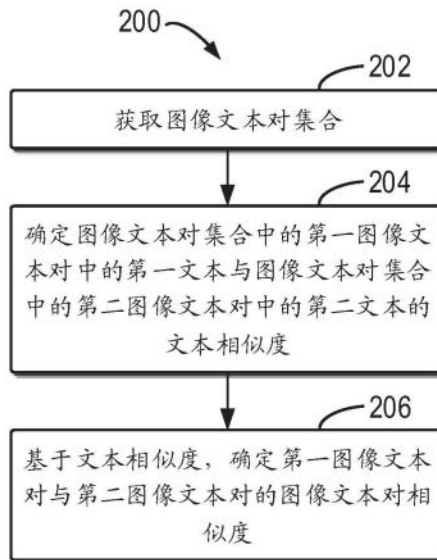 200
202
获取图像文本对集合
204
确定图像文本对集合中的第一图像文
本对中的第一文本与图像文本对集合
中的第二图像文本对中的第二文本的
文本相似度
206
基于文本相似度，确定第一图像文本
对与第二图像文本对的图像文本对相
似度